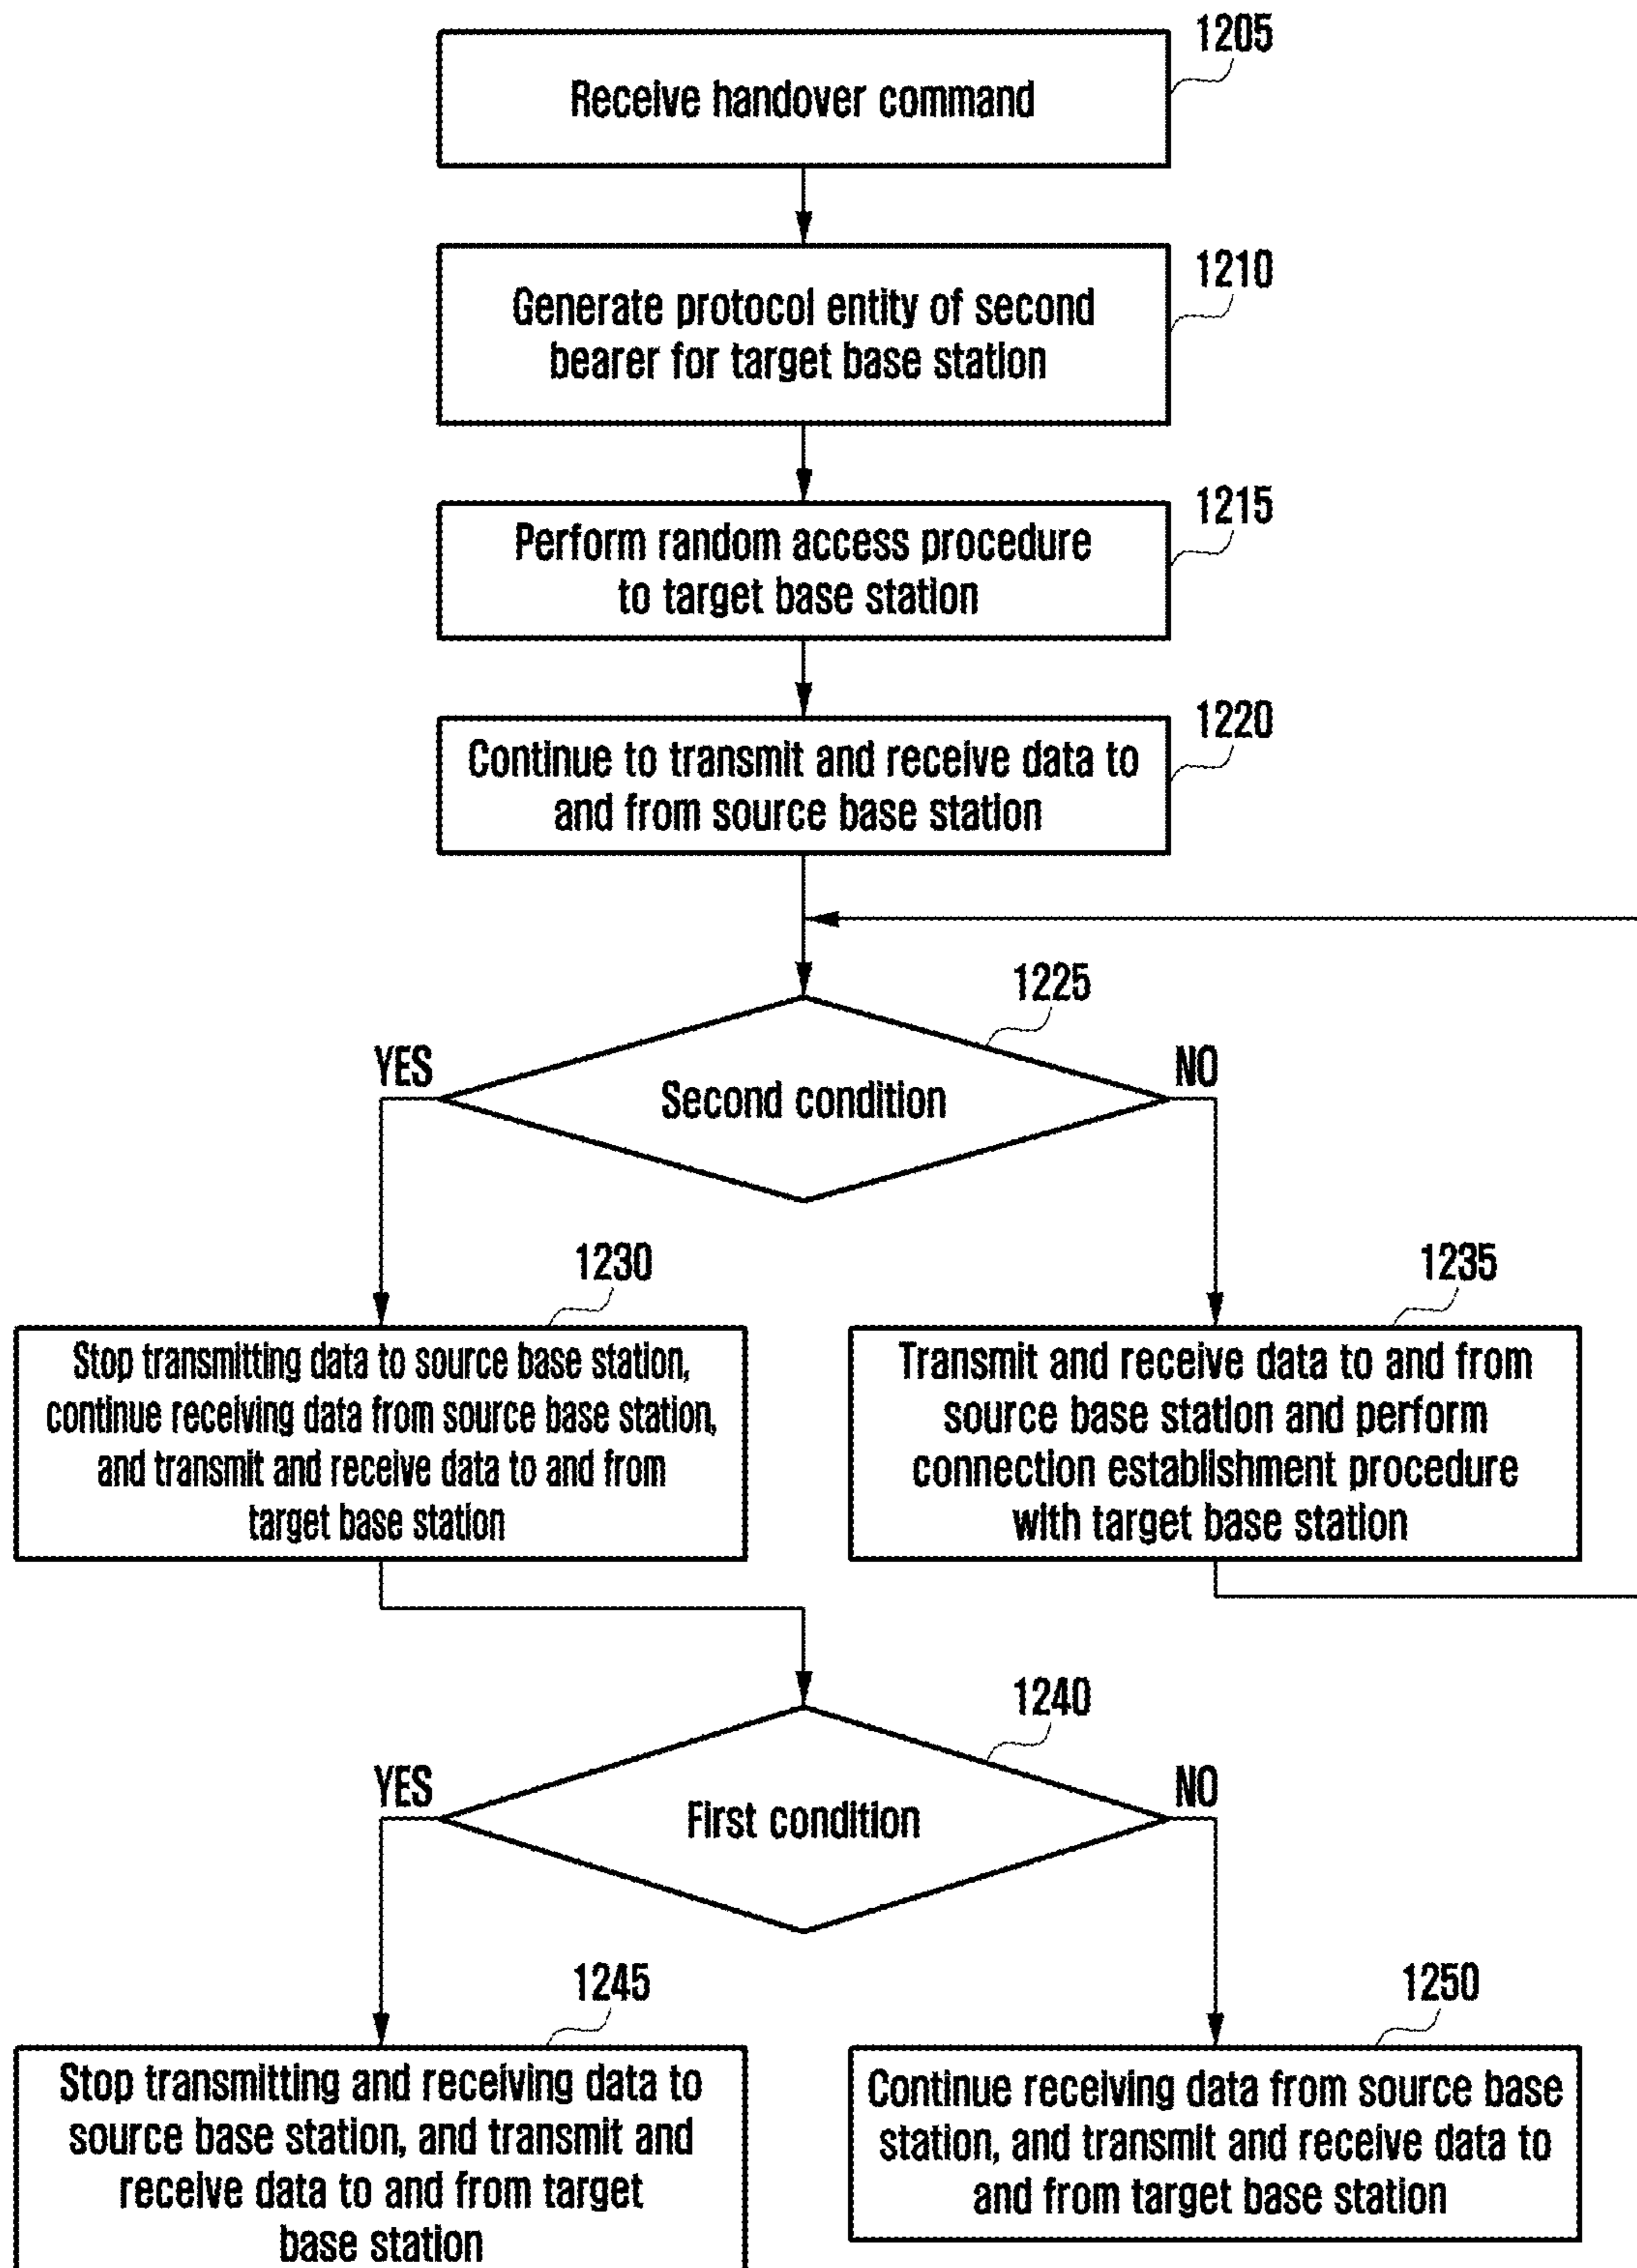 1205
Receive handover command
1210
Generate protocol entity of second
bearer for target base station
1215
Perform random access procedure
to target base station
1220
Continue to transmit and receive data to
and from source base station
1225
YES
NO
Second condition
1230
1235
Stop transmitting data to source base station,
continue receiving data from source base station,
and transmit and receive data to and from
target base station
Transmit and receive data to and from
source base station and perform
connection establishment procedure
with target base station
1240
YES
NO
First condition
1245
1250
Stop transmitting and receiving data to
source base station, and transmit and
receive data to and from target
base station
Continue receiving data from source base
station, and transmit and receive data to
and from target base station